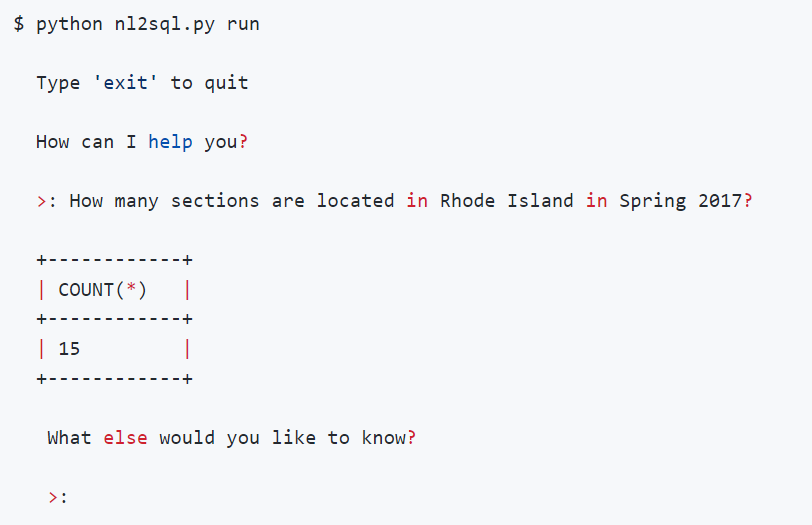 $ python nl2sql.py run
Type 'exit' to quit
How can I help you?
>: How many sections are located in Rhode Island in Spring 2017?
+------------+
| COUNT(*)   |
+------------+
| 15         |
+------------+
What else would you like to know?
>: